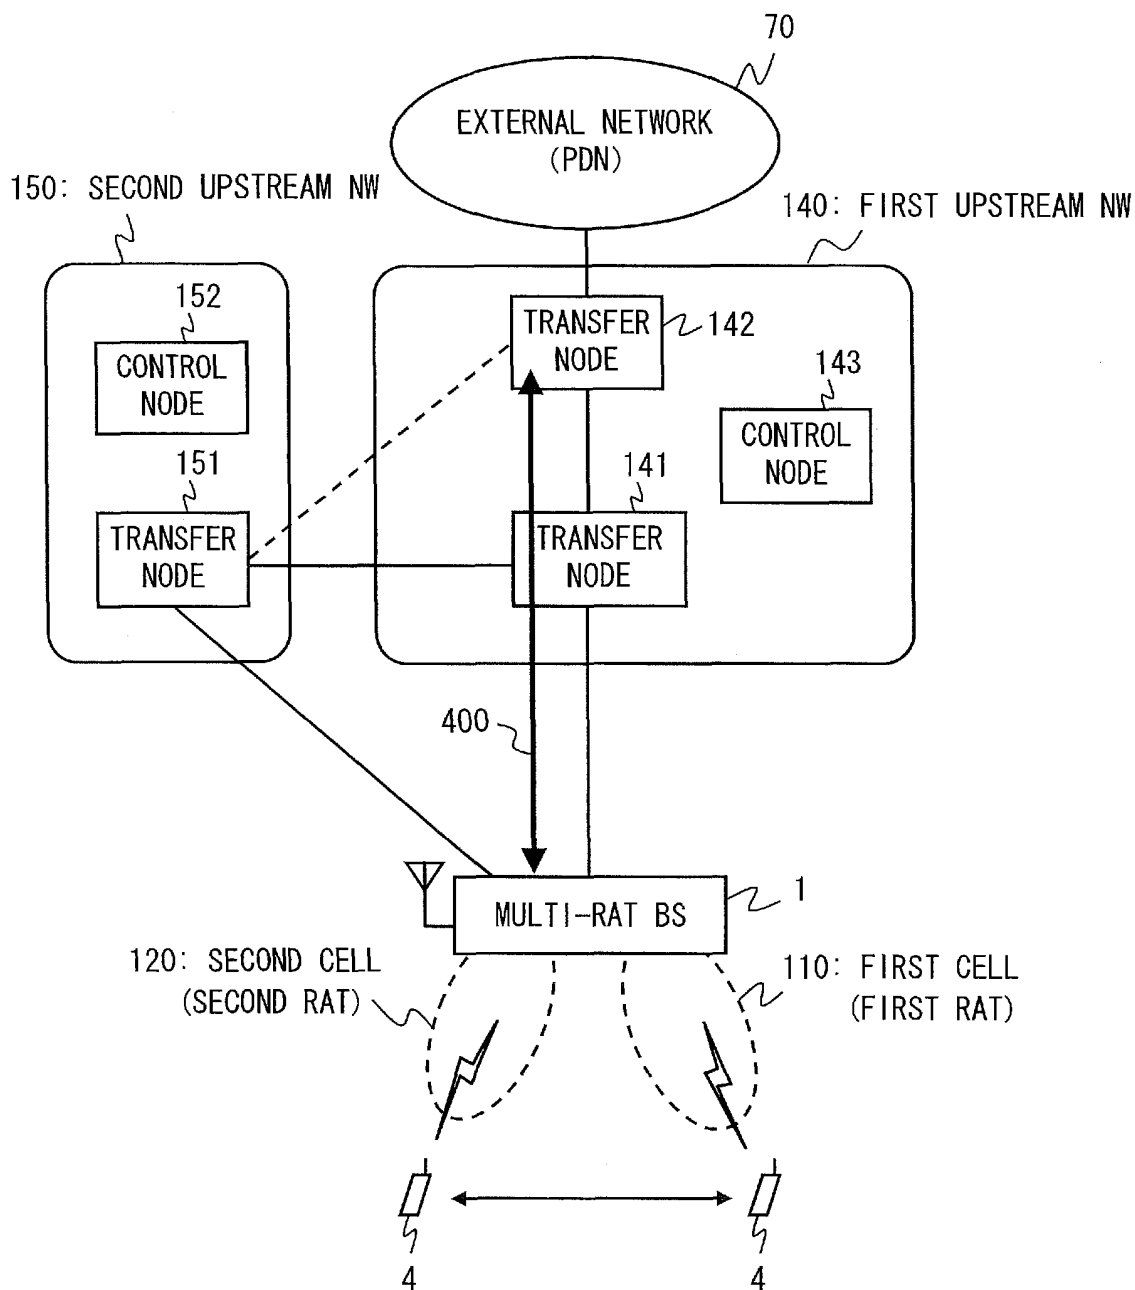 70
EXTERNAL NETWORK
(PDN)
150: SECOND UPSTREAM NW
140: FIRST UPSTREAM NW
152
CONTROL
NODE
TRANSFER
NODE
142
143
CONTROL
NODE
151
TRANSFER
NODE
141
TRANSFER
NODE
400
MULTI-RAT BS
1
120: SECOND CELL
(SECOND RAT)
110: FIRST CELL
(FIRST RAT)
4
4